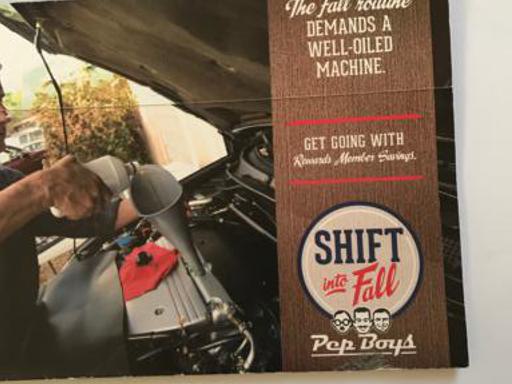 The fall routine
DEMANDS A
WELL-OILED
MACHINE.
GET GOING WITH
Rewards Member Savings.
SHIFT
into Fall
Pep Boys